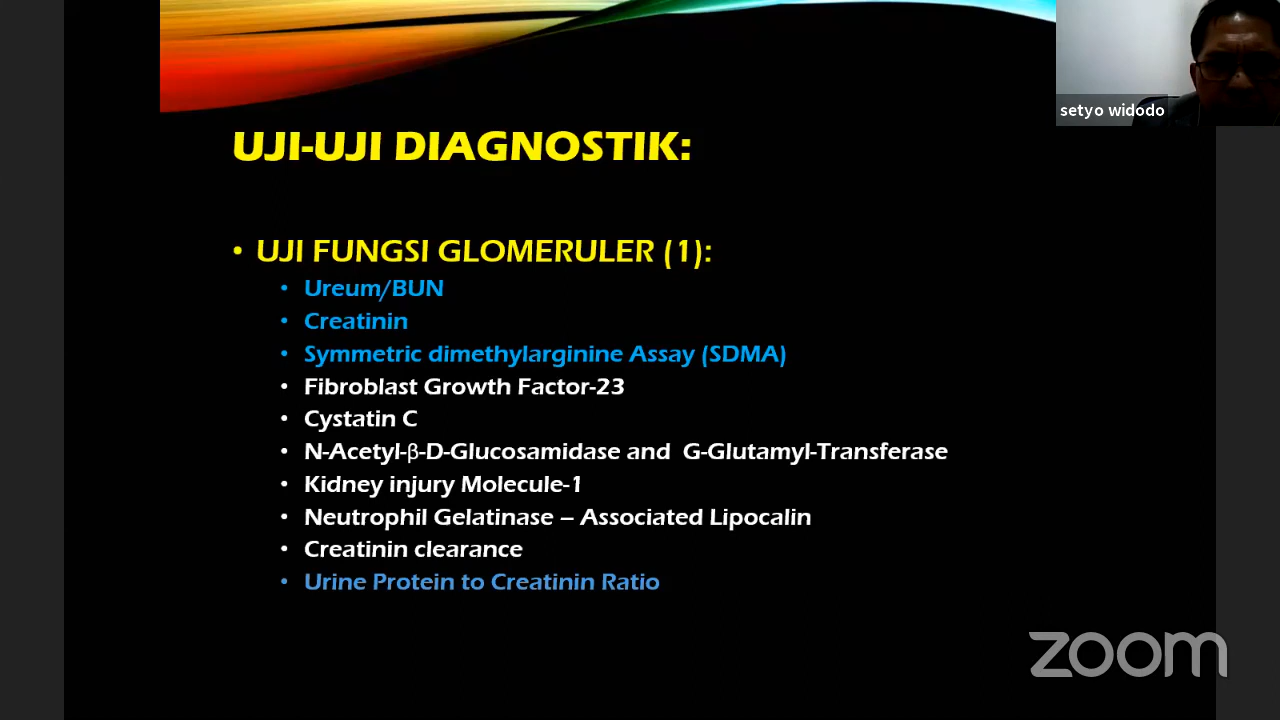 setyo widodo
UJI-UJI DIAGNOSTIK:
• UJI FUNGSI GLOMERULER (1):
• Ureum/BUN
• Creatinin
• Symmetric dimethylarginine Assay (SDMA)
• Fibroblast Growth Factor-23
• Cystatin C
• N-Acetyl-β-D-Glucosamidase and G-Glutamyl-Transferase
• Kidney injury Molecule-1
• Neutrophil Gelatinase – Associated Lipocalin
• Creatinin clearance
• Urine Protein to Creatinin Ratio
zoom